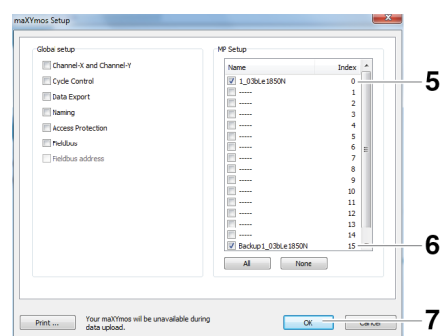 maXYmos Setup
Global setup
Channel-X and Channel-Y
Cycle Control
Data Export
Naming
Access Protection
Fieldbus
Fieldbus address
MP Setup
Name Index
1_03bLe1850N 0
----- 1
----- 2
----- 3
----- 4
----- 5
----- 6
----- 7
----- 8
----- 9
----- 10
----- 11
----- 12
----- 13
----- 14
Backup1_03bLe1850N 15
All None
Print ...
Your maXYmos will be unavailable during
data upload.
OK Cancel
5
6
7